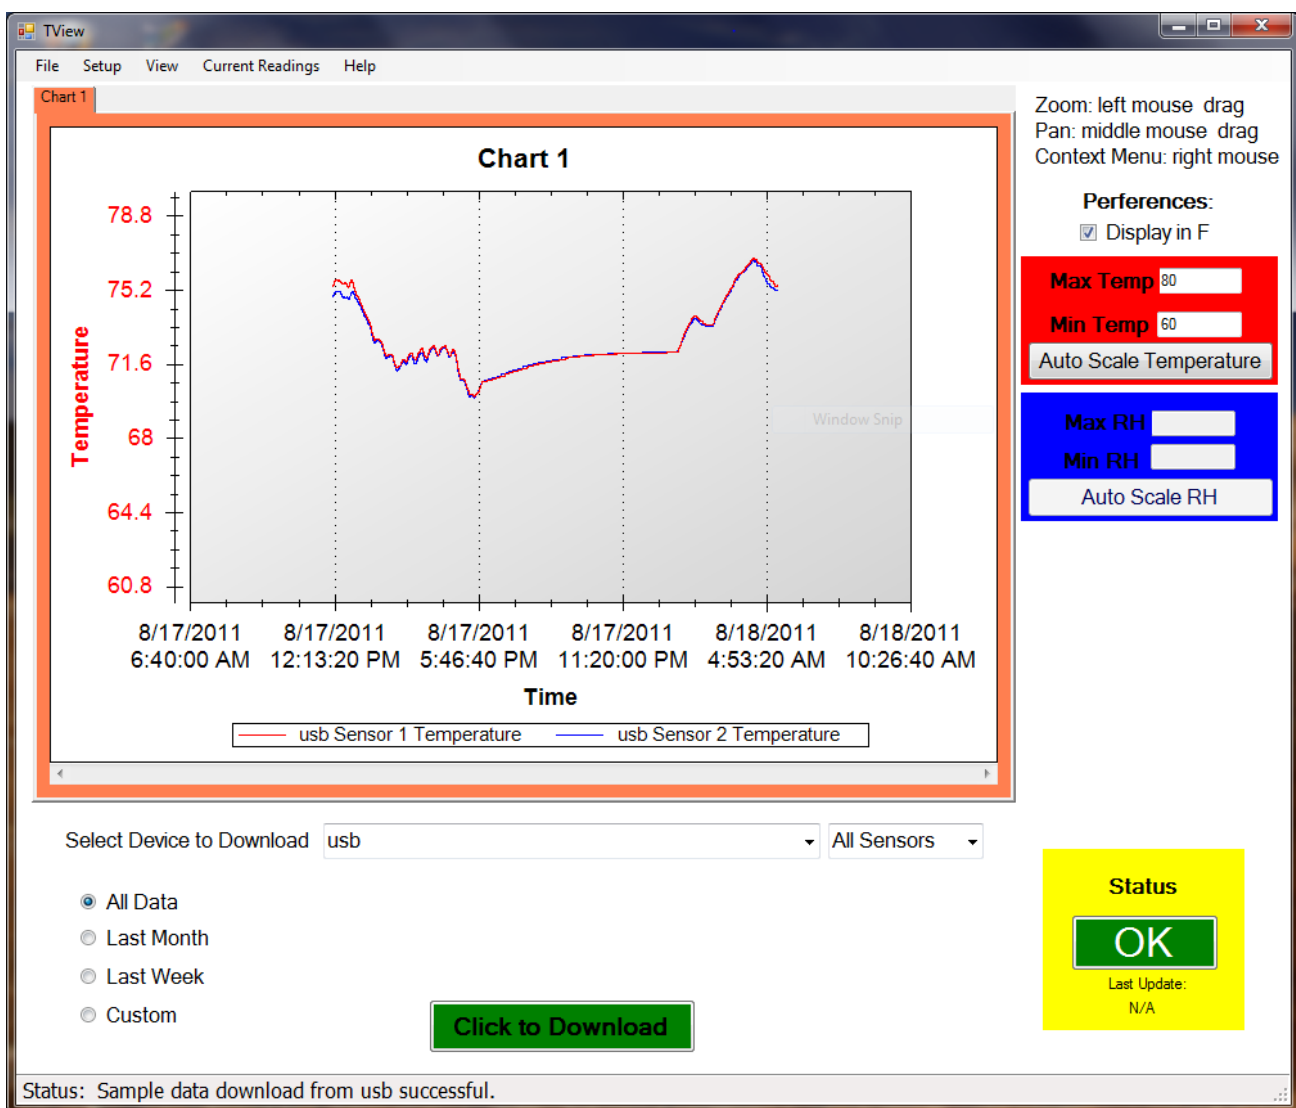 TView
File Setup View Current Readings Help
Chart 1
Zoom: left mouse drag
Pan: middle mouse drag
Context Menu: right mouse
Perferences:
Display in F
Max Temp 80
Min Temp 60
Auto Scale Temperature
Max RH
Min RH
Auto Scale RH
Chart 1
78.8
75.2
71.6
68
64.4
60.8
Temperature
Window Snip
8/17/2011 8/17/2011 8/17/2011 8/17/2011 8/18/2011 8/18/2011
6:40:00 AM 12:13:20 PM 5:46:40 PM 11:20:00 PM 4:53:20 AM 10:26:40 AM
Time
usb Sensor 1 Temperature usb Sensor 2 Temperature
Select Device to Download usb All Sensors
All Data
Last Month
Last Week
Custom
Click to Download
Status
OK
Last Update:
N/A
Status: Sample data download from usb successful.